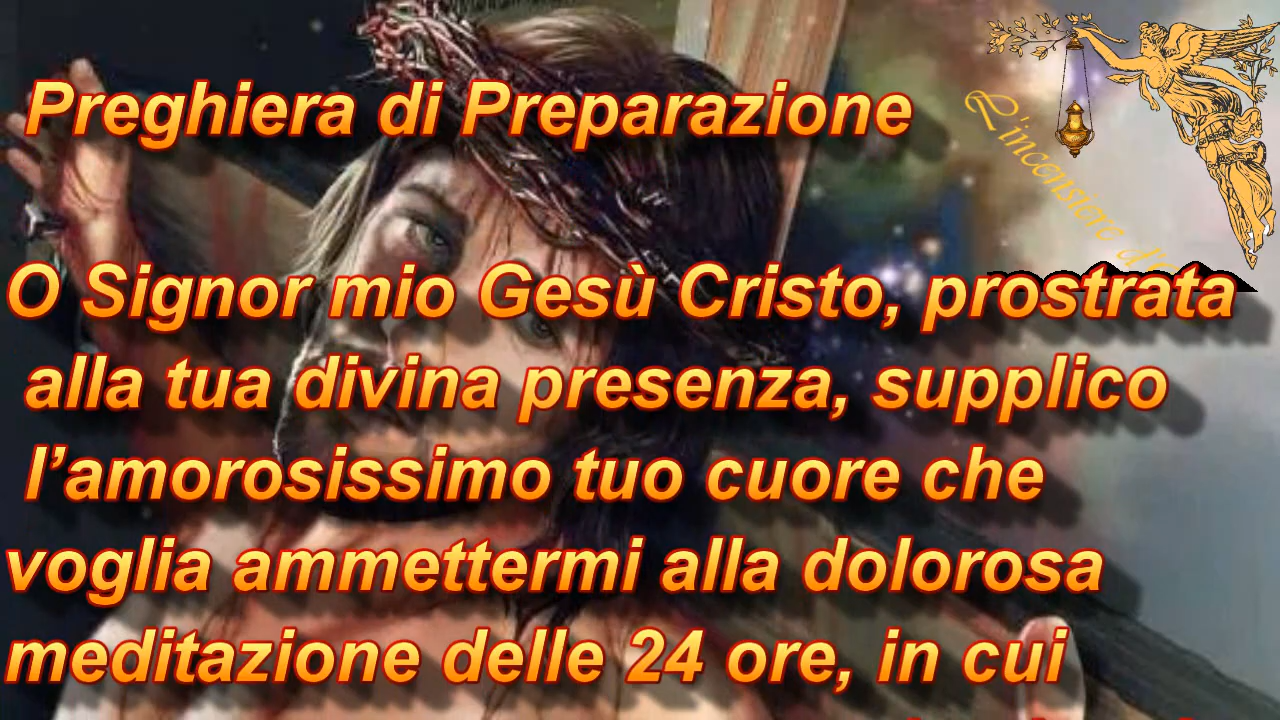 Preghiera di Preparazione
L'incensiere d'
O Signor mio Gesù Cristo, prostrata
alla tua divina presenza, supplico
l’amorosissimo tuo cuore che
voglia ammettermi alla dolorosa
meditazione delle 24 ore, in cui